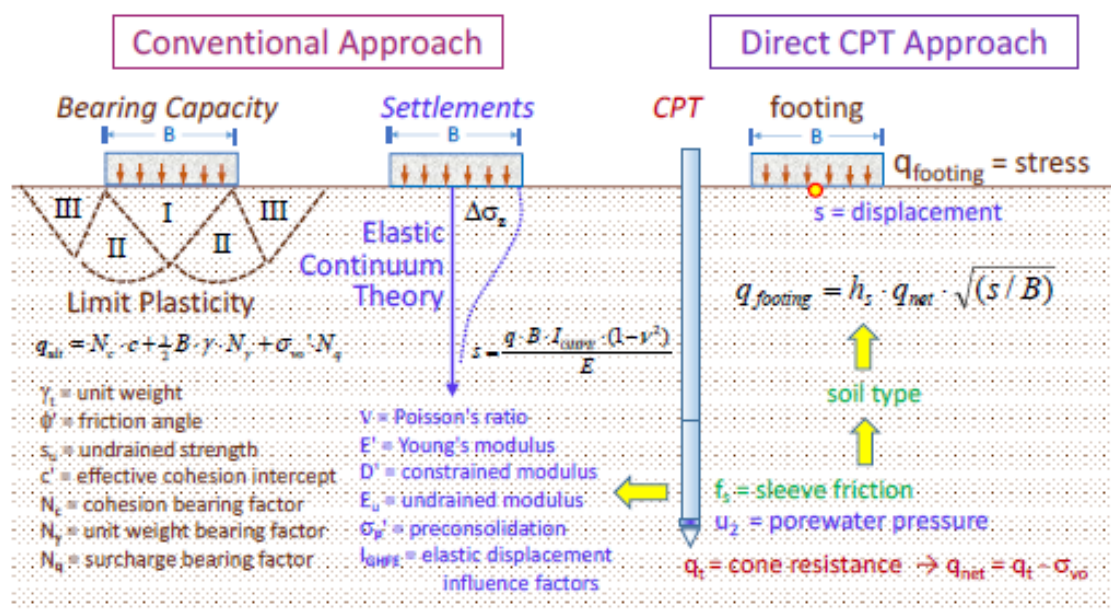 Conventional Approach
Direct CPT Approach
Bearing Capacity
Settlements
CPT
footing
B
B
B
q_footing = stress
s = displacement
III
I
III
II
II
Δσ_z
Elastic
Continuum
Theory
Limit Plasticity
q_ult = N_c · c + ½ B · γ · N_γ + σ_vo' · N_q
s = q · B · I_GHFE · (1 − ν²) / E
q_footing = h_s · q_net · √(s / B)
soil type
γ_t = unit weight
ϕ' = friction angle
s_u = undrained strength
c' = effective cohesion intercept
N_c = cohesion bearing factor
N_γ = unit weight bearing factor
N_q = surcharge bearing factor
ν = Poisson's ratio
E' = Young's modulus
D' = constrained modulus
E_u = undrained modulus
σ_p' = preconsolidation
I_GHFE = elastic displacement
influence factors
f_s = sleeve friction
u_2 = porewater pressure
q_t = cone resistance → q_net = q_t - σ_vo